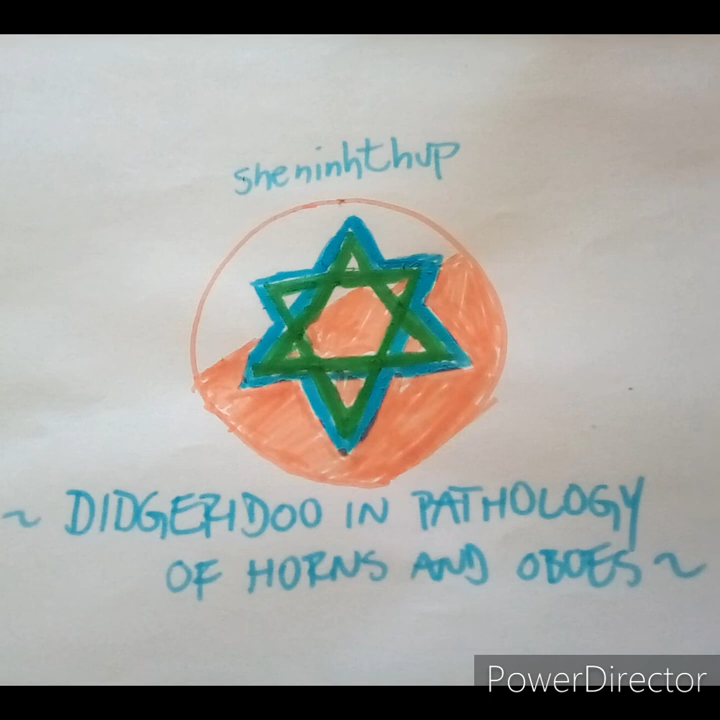 sheninhthup
~ DIDGERIDOO IN PATHOLOGY
OF HORNS AND OBOES ~
PowerDirector